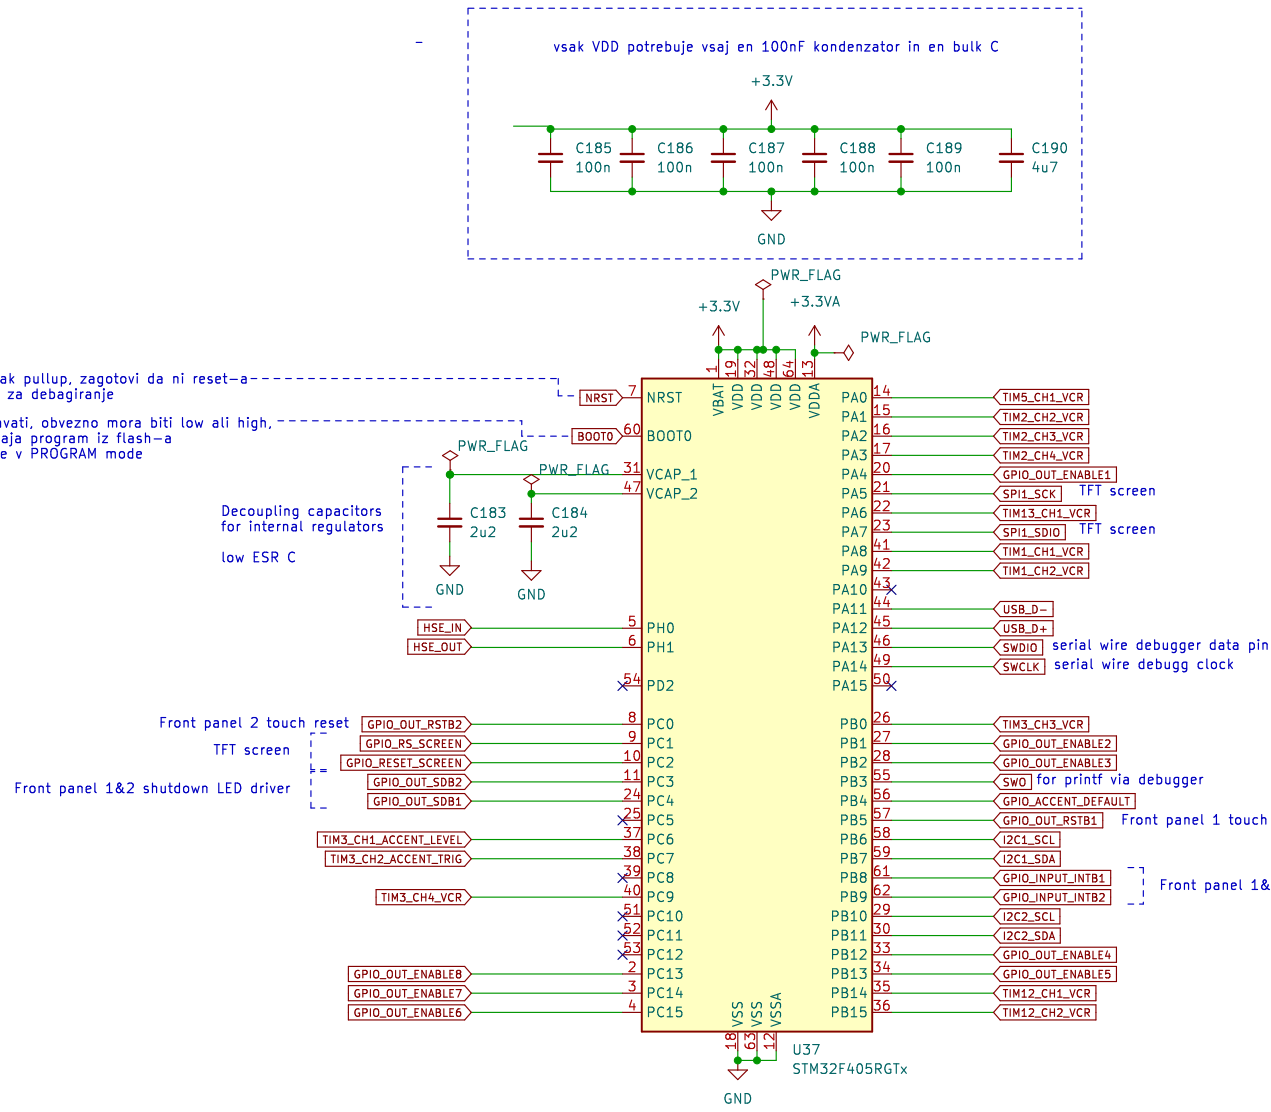 vsak VDD potrebuje vsaj en 100nF kondenzator in en bulk C
+3.3V
C185
100n
C186
100n
C187
100n
C188
100n
C189
100n
C190
4u7
GND
PWR_FLAG
+3.3V
+3.3VA
PWR_FLAG
1
19
32
48
64
13
VBAT
VDD
VDD
VDD
VDD
VDDA
ak pullup, zagotovi da ni reset-a
za debagiranje
NRST 7 NRST
vati, obvezno mora biti low ali high,
aja program iz flash-a
e v PROGRAM mode
BOOT0 60 BOOT0
PWR_FLAG
PWR_FLAG
31 VCAP_1
47 VCAP_2
Decoupling capacitors
for internal regulators
low ESR C
C183
2u2
C184
2u2
GND
GND
HSE_IN 5 PH0
HSE_OUT 6 PH1
54 PD2
Front panel 2 touch reset
GPIO_OUT_RSTB2 8 PC0
TFT screen
GPIO_RS_SCREEN 9 PC1
GPIO_RESET_SCREEN 10 PC2
Front panel 1&2 shutdown LED driver
GPIO_OUT_SDB2 11 PC3
GPIO_OUT_SDB1 24 PC4
25 PC5
TIM3_CH1_ACCENT_LEVEL 37 PC6
TIM3_CH2_ACCENT_TRIG 38 PC7
39 PC8
TIM3_CH4_VCR 40 PC9
51 PC10
52 PC11
53 PC12
GPIO_OUT_ENABLE8 2 PC13
GPIO_OUT_ENABLE7 3 PC14
GPIO_OUT_ENABLE6 4 PC15
PA0 14 TIM5_CH1_VCR
PA1 15 TIM2_CH2_VCR
PA2 16 TIM2_CH3_VCR
PA3 17 TIM2_CH4_VCR
PA4 20 GPIO_OUT_ENABLE1
PA5 21 SPI1_SCK TFT screen
PA6 22 TIM13_CH1_VCR
PA7 23 SPI1_SDIO TFT screen
PA8 41 TIM1_CH1_VCR
PA9 42 TIM1_CH2_VCR
PA10 43
PA11 44 USB_D-
PA12 45 USB_D+
PA13 46 SWDIO serial wire debugger data pin
PA14 49 SWCLK serial wire debugg clock
PA15 50
PB0 26 TIM3_CH3_VCR
PB1 27 GPIO_OUT_ENABLE2
PB2 28 GPIO_OUT_ENABLE3
PB3 55 SWO for printf via debugger
PB4 56 GPIO_ACCENT_DEFAULT
PB5 57 GPIO_OUT_RSTB1 Front panel 1 touch
PB6 58 I2C1_SCL
PB7 59 I2C1_SDA
PB8 61 GPIO_INPUT_INTB1
Front panel 1&
PB9 62 GPIO_INPUT_INTB2
PB10 29 I2C2_SCL
PB11 30 I2C2_SDA
PB12 33 GPIO_OUT_ENABLE4
PB13 34 GPIO_OUT_ENABLE5
PB14 35 TIM12_CH1_VCR
PB15 36 TIM12_CH2_VCR
VSS
VSS
VSSA
18
63
12
U37
STM32F405RGTx
GND